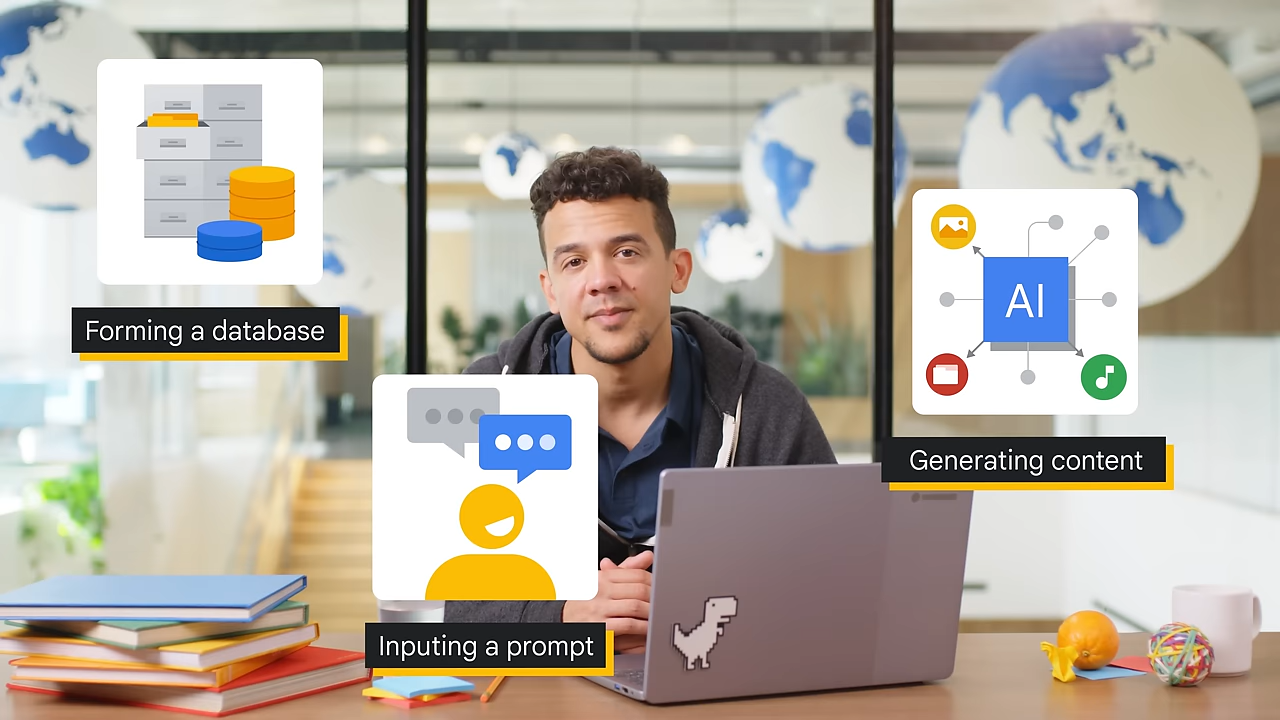 Forming a database
Inputing a prompt
AI
Generating content